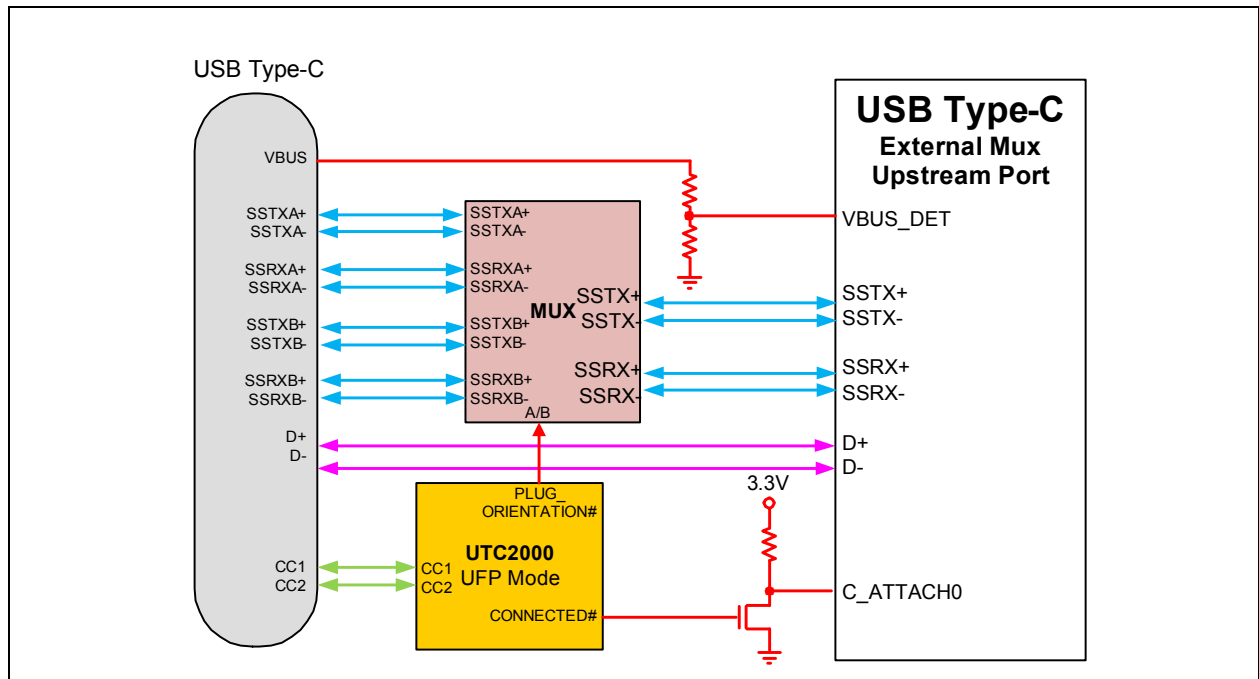 USB Type-C
VBUS
SSTXA+
SSTXA-
SSRXA+
SSRXA-
SSTXB+
SSTXB-
SSRXB+
SSRXB-
D+
D-
CC1
CC2
SSTXA+
SSTXA-
SSRXA+
SSRXA-
SSTXB+
SSTXB-
SSRXB+
SSRXB-
MUX
SSTX+
SSTX-
SSRX+
SSRX-
A/B
PLUG_
ORIENTATION#
UTC2000
UFP Mode
CC1
CC2
CONNECTED#
3.3V
USB Type-C
External Mux
Upstream Port
VBUS_DET
SSTX+
SSTX-
SSRX+
SSRX-
D+
D-
C_ATTACH0